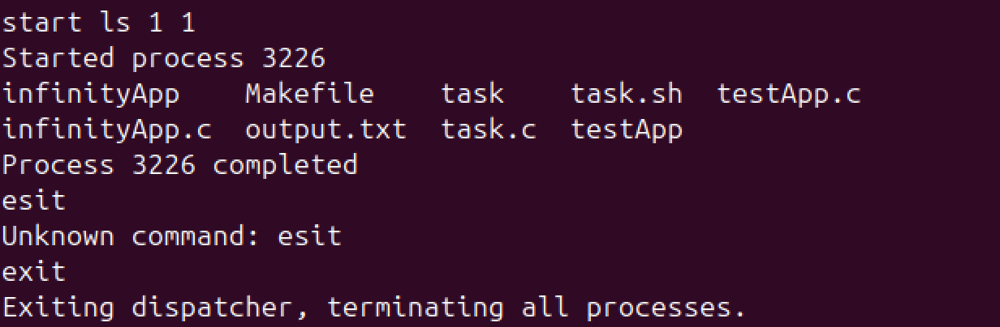 start ls 1 1
Started process 3226
infinityApp    Makefile    task    task.sh  testApp.c
infinityApp.c  output.txt  task.c  testApp
Process 3226 completed
esit
Unknown command: esit
exit
Exiting dispatcher, terminating all processes.